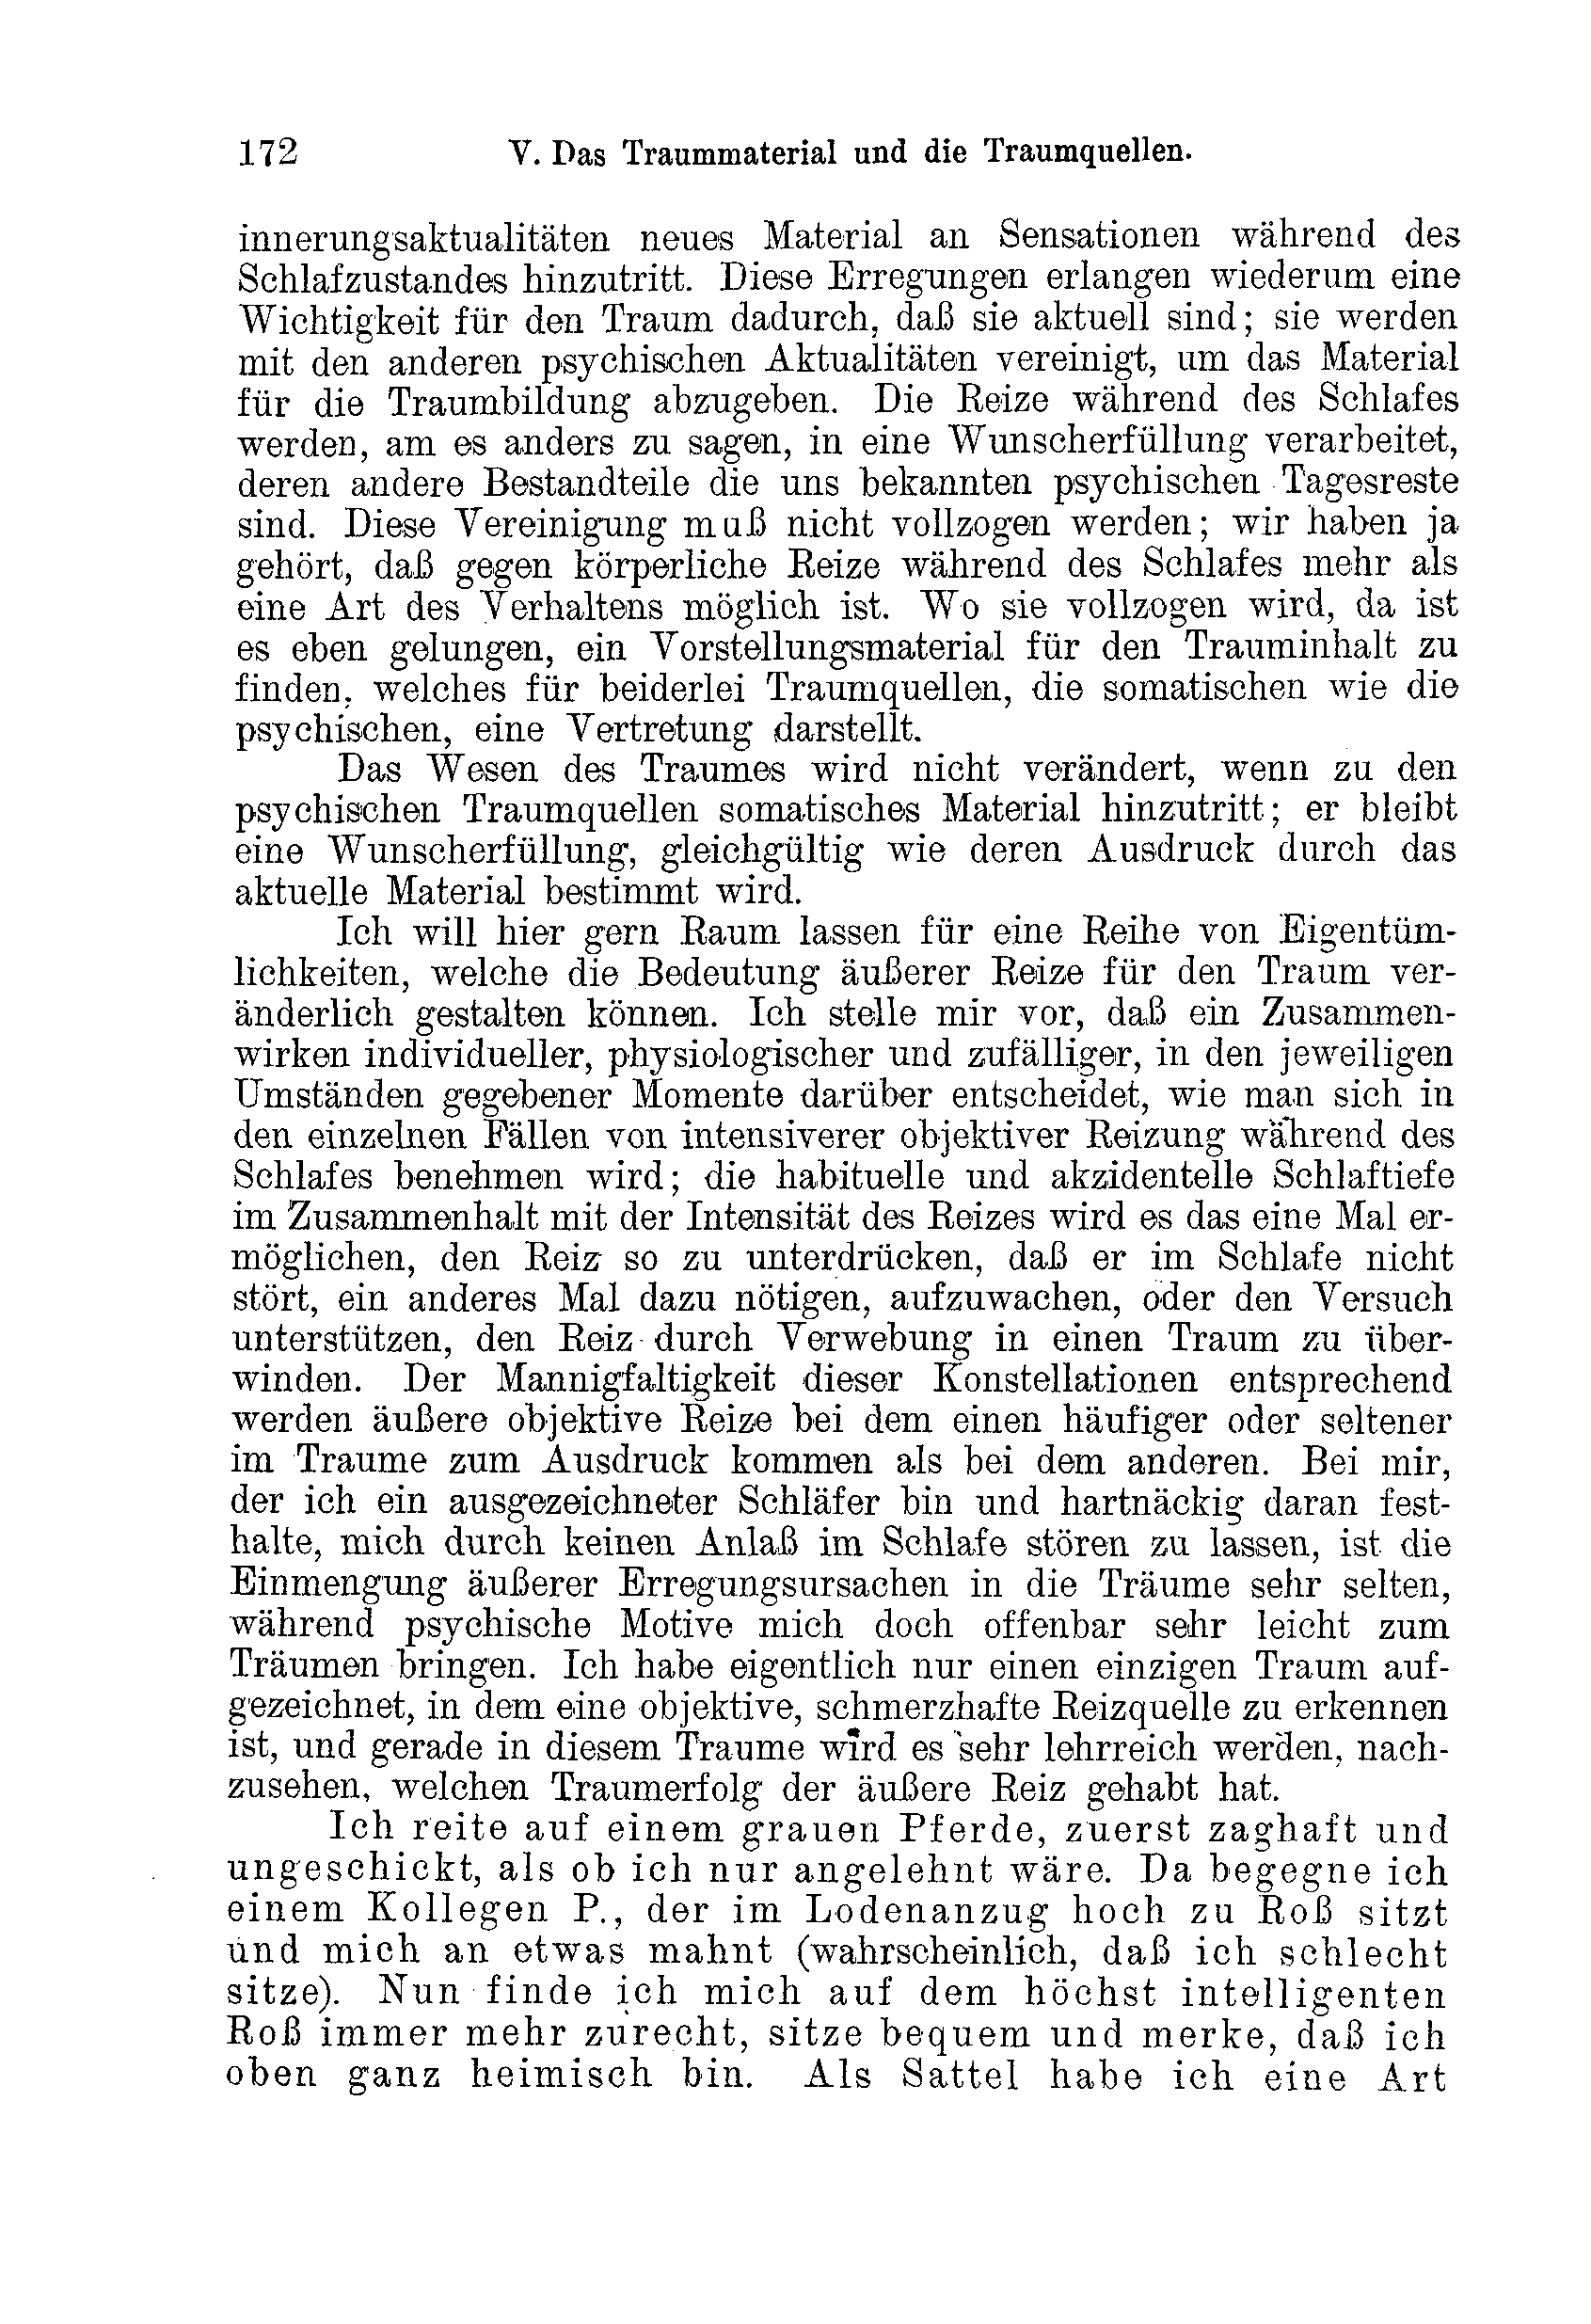 172 V. Das Traummaterial und die Traumquellen.
innerungsaktualitäten neues Material an Sensationen während des
Schlafzustandes hinzutritt. Diese Erregungen erlangen wiederum eine
Wichtigkeit für den Traum dadurch, daß sie aktuell sind; sie werden
mit den anderen psychischen Aktualitäten vereinigt, um das Material
für die Traumbildung abzugeben. Die Reize während des Schlafes
werden, am es anders zu sagen, in eine Wunscherfüllung verarbeitet,
deren andere Bestandteile die uns bekannten psychischen Tagesreste
sind. Diese Vereinigung muß nicht vollzogen werden; wir haben ja
gehört, daß gegen körperliche Reize während des Schlafes mehr als
eine Art des Verhaltens möglich ist. Wo sie vollzogen wird, da ist
es eben gelungen, ein Vorstellungsmaterial für den Trauminhalt zu
finden, welches für beiderlei Traumquellen, die somatischen wie die
psychischen, eine Vertretung darstellt.
Das Wesen des Traumes wird nicht verändert, wenn zu den
psychischen Traumquellen somatisches Material hinzutritt; er bleibt
eine Wunscherfüllung, gleichgültig wie deren Ausdruck durch das
aktuelle Material bestimmt wird.
Ich will hier gern Raum lassen für eine Reihe von Eigentüm-
lichkeiten, welche die Bedeutung äußerer Reize für den Traum ver-
änderlich gestalten können. Ich stelle mir vor, daß ein Zusammen-
wirken individueller, physiologischer und zufälliger, in den jeweiligen
Umständen gegebener Momente darüber entscheidet, wie man sich in
den einzelnen Fällen von intensiverer objektiver Reizung während des
Schlafes benehmen wird; die habituelle und akzidentelle Schlaftiefe
im Zusammenhalt mit der Intensität des Reizes wird es das eine Mal er-
möglichen, den Reiz so zu unterdrücken, daß er im Schlafe nicht
stört, ein anderes Mal dazu nötigen, aufzuwachen, oder den Versuch
unterstützen, den Reiz durch Verwebung in einen Traum zu über-
winden. Der Mannigfaltigkeit dieser Konstellationen entsprechend
werden äußere objektive Reize bei dem einen häufiger oder seltener
im Traume zum Ausdruck kommen als bei dem anderen. Bei mir,
der ich ein ausgezeichneter Schläfer bin und hartnäckig daran fest-
halte, mich durch keinen Anlaß im Schlafe stören zu lassen, ist die
Einmengung äußerer Erregungsursachen in die Träume sehr selten,
während psychische Motive mich doch offenbar sehr leicht zum
Träumen bringen. Ich habe eigentlich nur einen einzigen Traum auf-
gezeichnet, in dem eine objektive, schmerzhafte Reizquelle zu erkennen
ist, und gerade in diesem Traume wird es sehr lehrreich werden, nach-
zusehen, welchen Traumerfolg der äußere Reiz gehabt hat.
Ich reite auf einem grauen Pferde, zuerst zaghaft und
ungeschickt, als ob ich nur angelehnt wäre. Da begegne ich
einem Kollegen P., der im Lodenanzug hoch zu Roß sitzt
und mich an etwas mahnt (wahrscheinlich, daß ich schlecht
sitze). Nun finde ich mich auf dem höchst intelligenten
Roß immer mehr zurecht, sitze bequem und merke, daß ich
oben ganz heimisch bin. Als Sattel habe ich eine Art